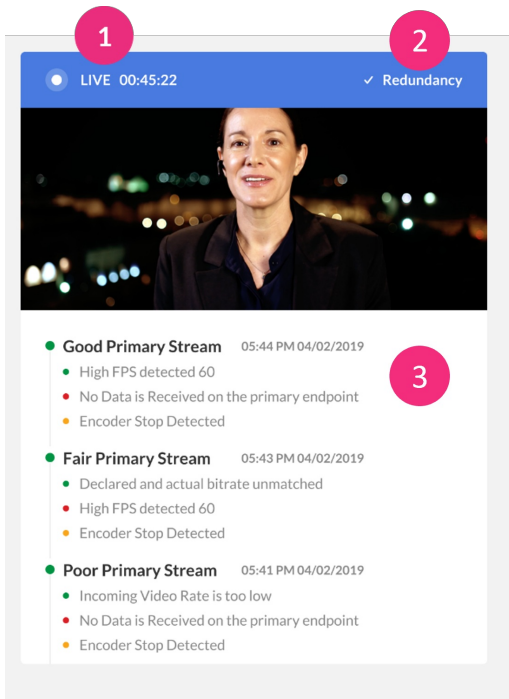 1
2
LIVE 00:45:22
✓ Redundancy
Good Primary Stream 05:44 PM 04/02/2019
High FPS detected 60
No Data is Received on the primary endpoint
Encoder Stop Detected
3
Fair Primary Stream 05:43 PM 04/02/2019
Declared and actual bitrate unmatched
High FPS detected 60
Encoder Stop Detected
Poor Primary Stream 05:41 PM 04/02/2019
Incoming Video Rate is too low
No Data is Received on the primary endpoint
Encoder Stop Detected